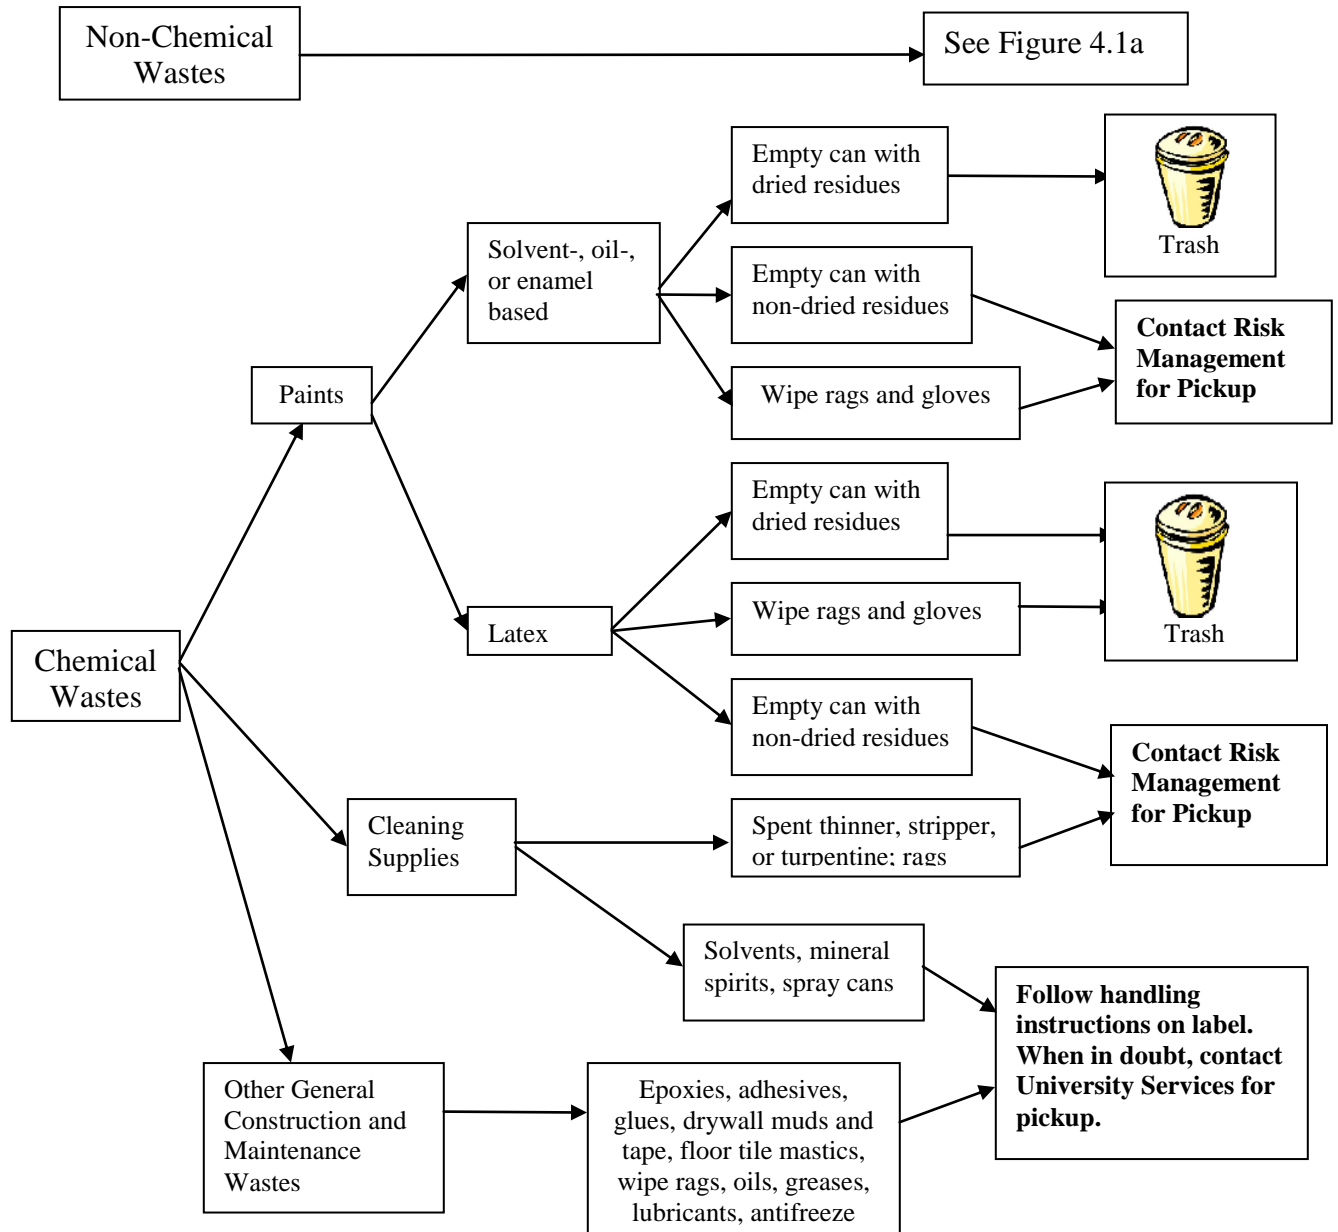 Non-Chemical
Wastes
See Figure 4.1a
Empty can with
dried residues
Trash
Solvent-, oil-,
or enamel
based
Empty can with
non-dried residues
Contact Risk
Management
for Pickup
Paints
Wipe rags and gloves
Empty can with
dried residues
Trash
Latex
Wipe rags and gloves
Chemical
Wastes
Empty can with
non-dried residues
Contact Risk
Management
for Pickup
Cleaning
Supplies
Spent thinner, stripper,
or turpentine; rags
Solvents, mineral
spirits, spray cans
Follow handling
instructions on label.
When in doubt, contact
University Services for
pickup.
Other General
Construction and
Maintenance
Wastes
Epoxies, adhesives,
glues, drywall muds and
tape, floor tile mastics,
wipe rags, oils, greases,
lubricants, antifreeze